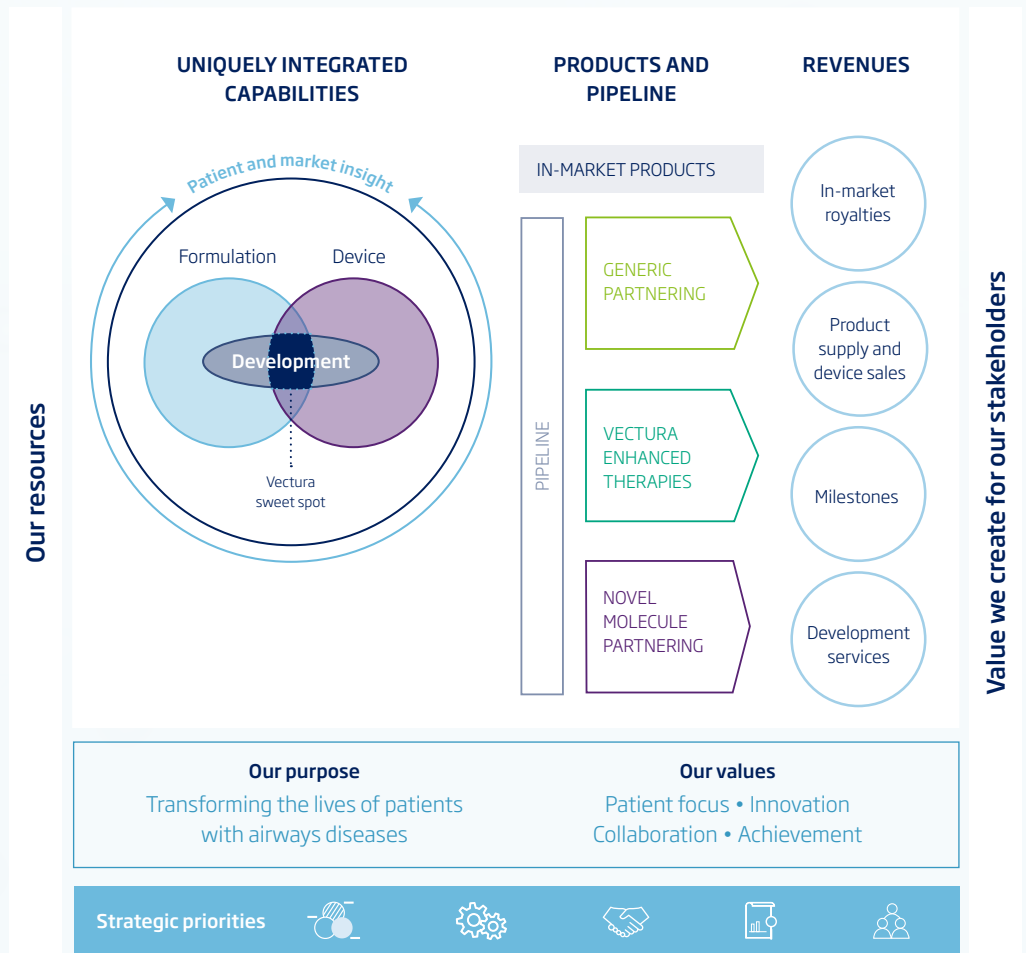 Our resources
UNIQUELY INTEGRATED
CAPABILITIES
Patient and market insight
Formulation
Device
Development
Vectura
sweet spot
PRODUCTS AND
PIPELINE
IN-MARKET PRODUCTS
PIPELINE
GENERIC
PARTNERING
VECTURA
ENHANCED
THERAPIES
NOVEL
MOLECULE
PARTNERING
REVENUES
In-market
royalties
Product
supply and
device sales
Milestones
Development
services
Value we create for our stakeholders
Our purpose
Transforming the lives of patients
with airways diseases
Our values
Patient focus • Innovation
Collaboration • Achievement
Strategic priorities